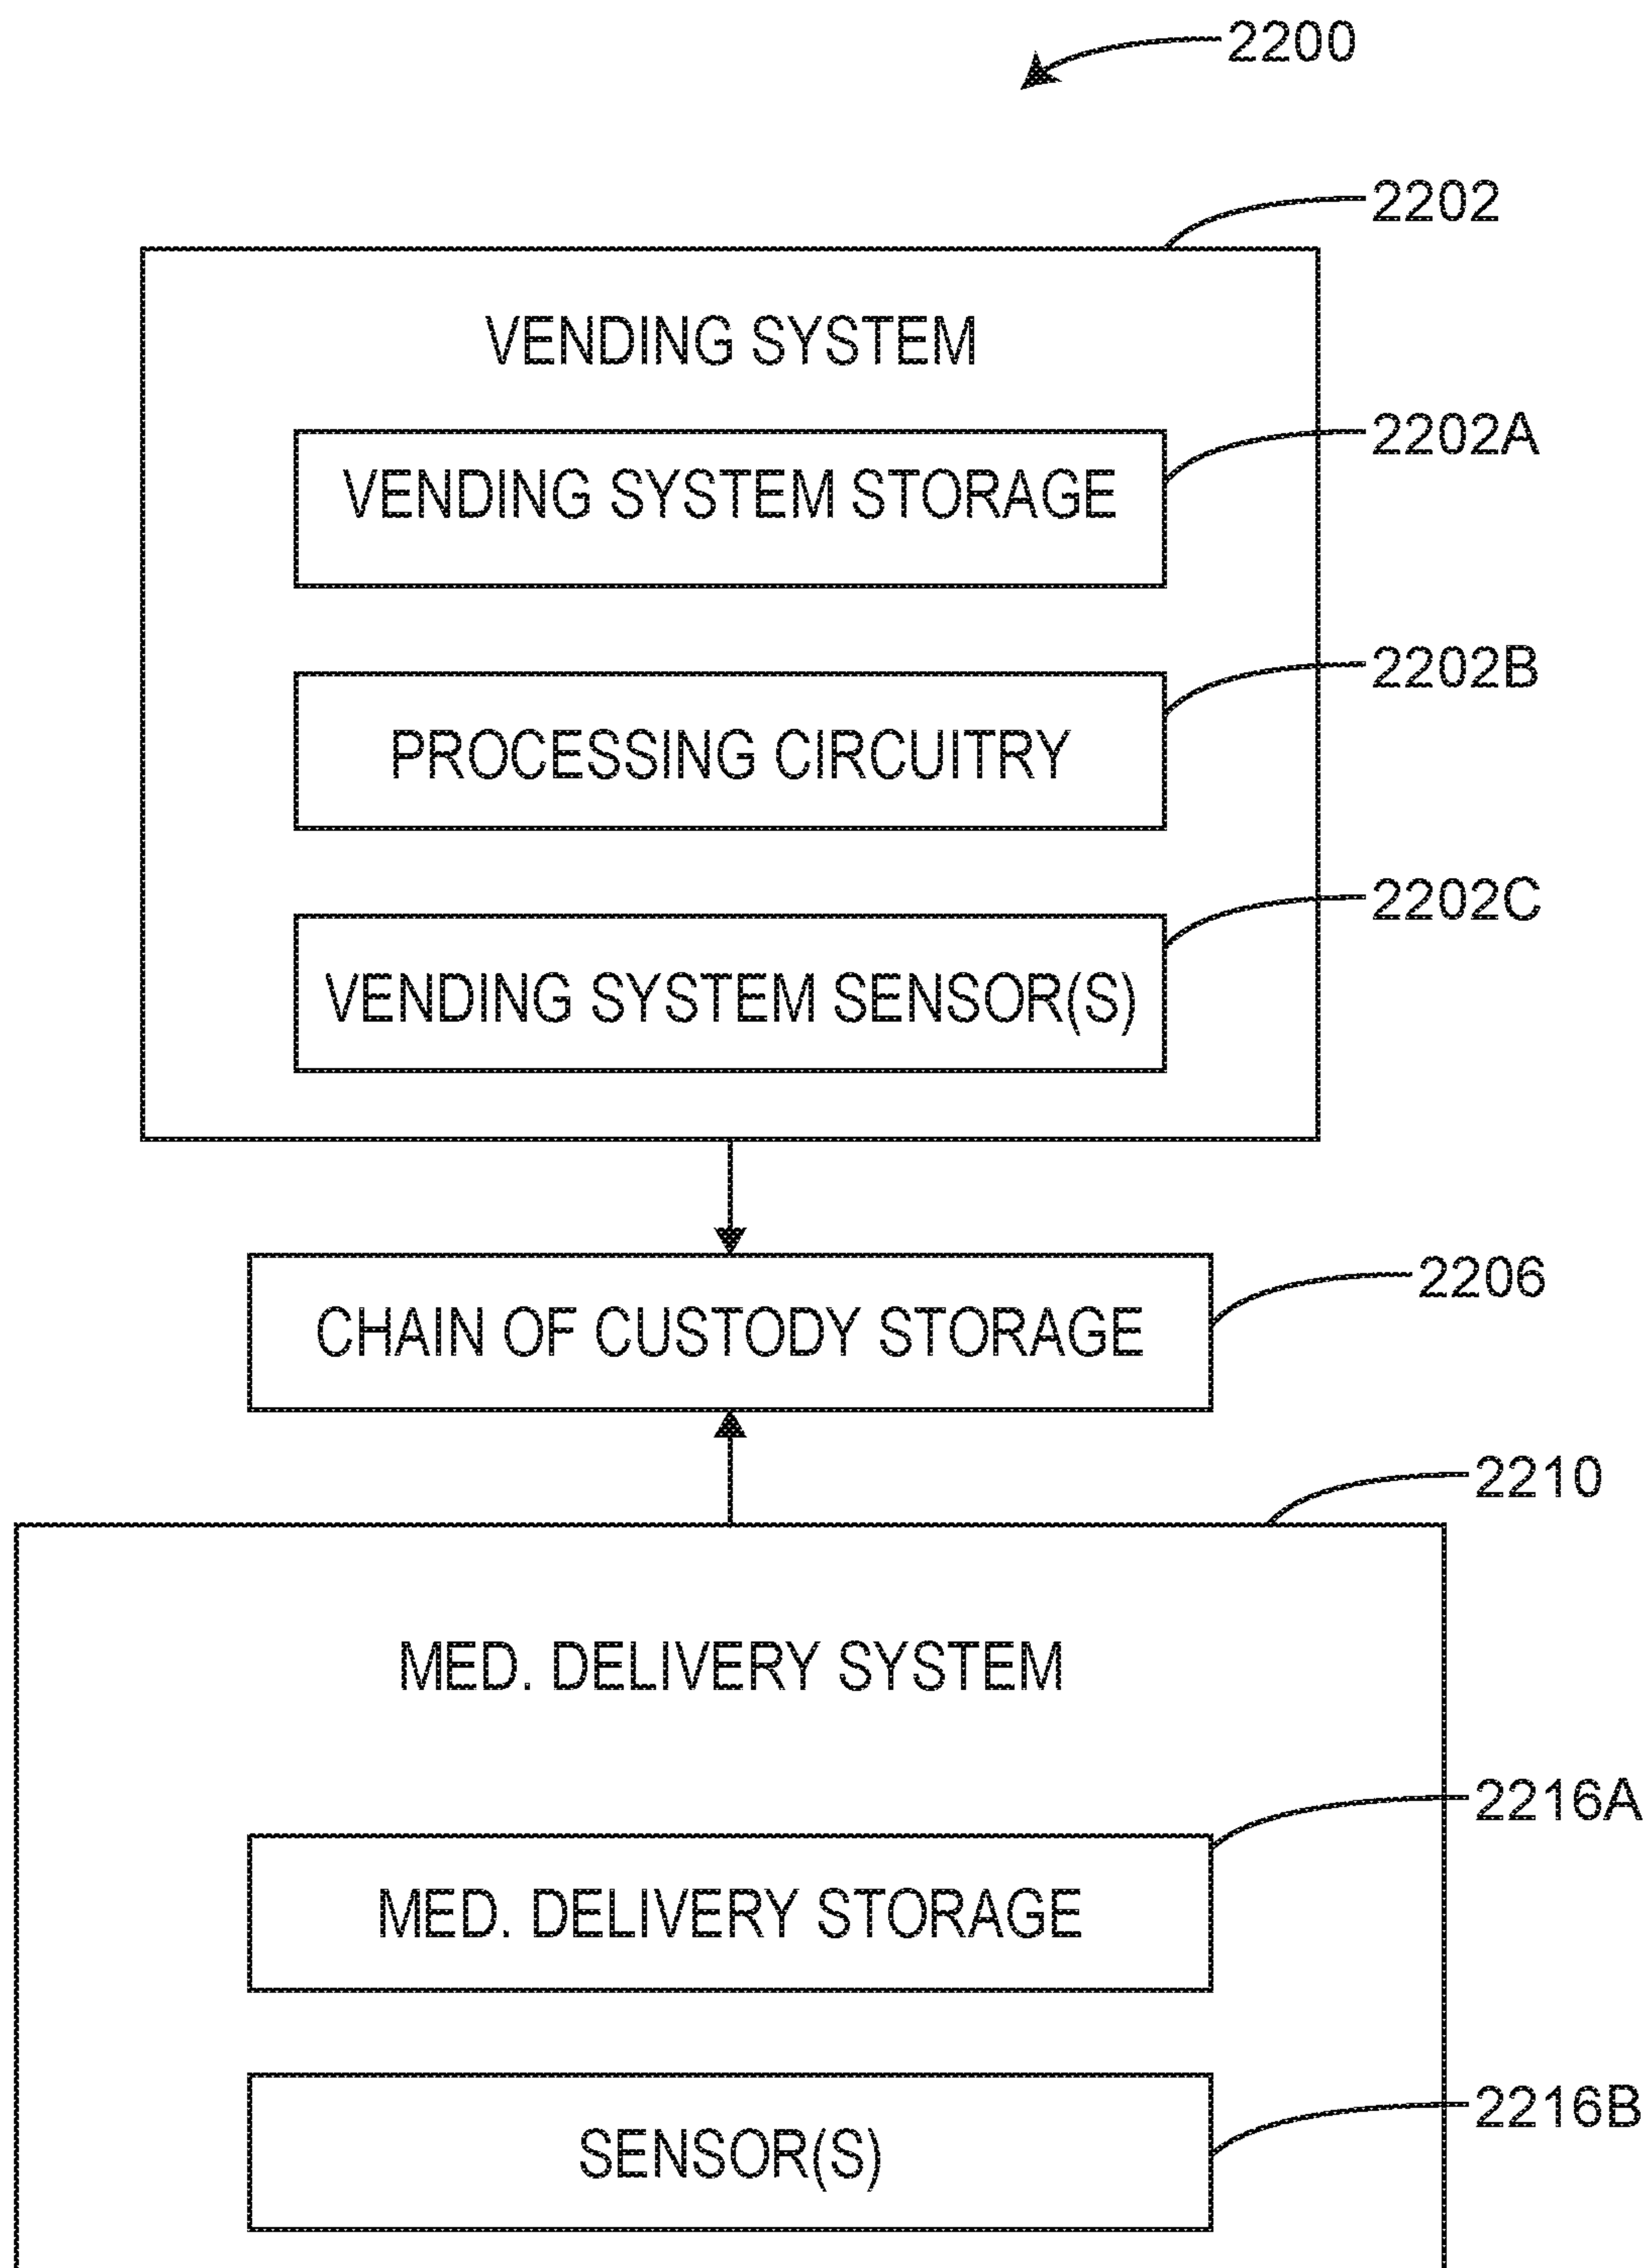 2200
2202
VENDING SYSTEM
2202A
VENDING SYSTEM STORAGE
2202B
PROCESSING CIRCUITRY
2202C
VENDING SYSTEM SENSOR(S)
2206
CHAIN OF CUSTODY STORAGE
2210
MED. DELIVERY SYSTEM
2216A
MED. DELIVERY STORAGE
2216B
SENSOR(S)